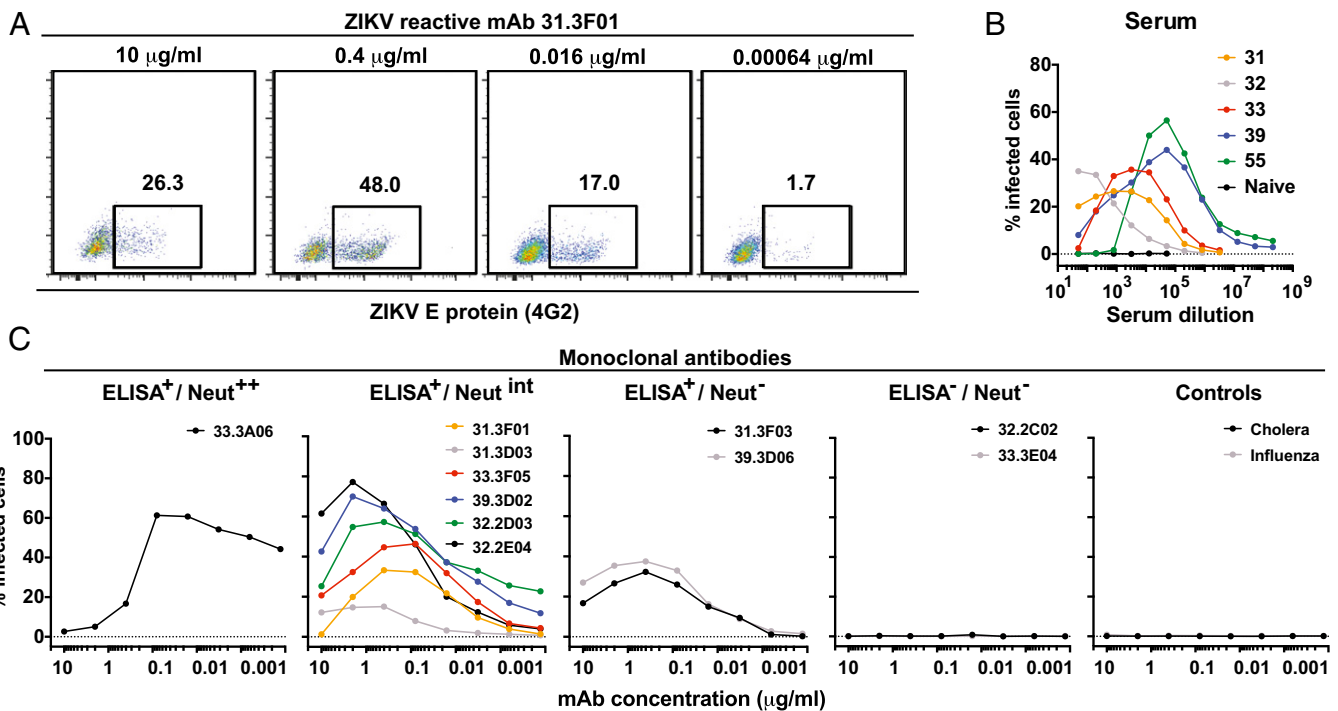 A
ZIKV reactive mAb 31.3F01
10 μg/ml
0.4 μg/ml
0.016 μg/ml
0.00064 μg/ml
26.3
48.0
17.0
1.7
ZIKV E protein (4G2)
B
Serum
% infected cells
80
60
40
20
0
10¹
10³
10⁵
10⁷
10⁹
Serum dilution
31
32
33
39
55
Naive
C
Monoclonal antibodies
ELISA⁺ / Neut⁺⁺
ELISA⁺ / Neut ⁱⁿᵗ
ELISA⁺ / Neut⁻
ELISA⁻ / Neut⁻
Controls
infected cells
100
80
60
40
20
0
33.3A06
10 1 0.1 0.01 0.001
31.3F01
31.3D03
33.3F05
39.3D02
32.2D03
32.2E04
10 1 0.1 0.01 0.001
31.3F03
39.3D06
10 1 0.1 0.01 0.001
32.2C02
33.3E04
10 1 0.1 0.01 0.001
Cholera
Influenza
10 1 0.1 0.01 0.001
mAb concentration (μg/ml)